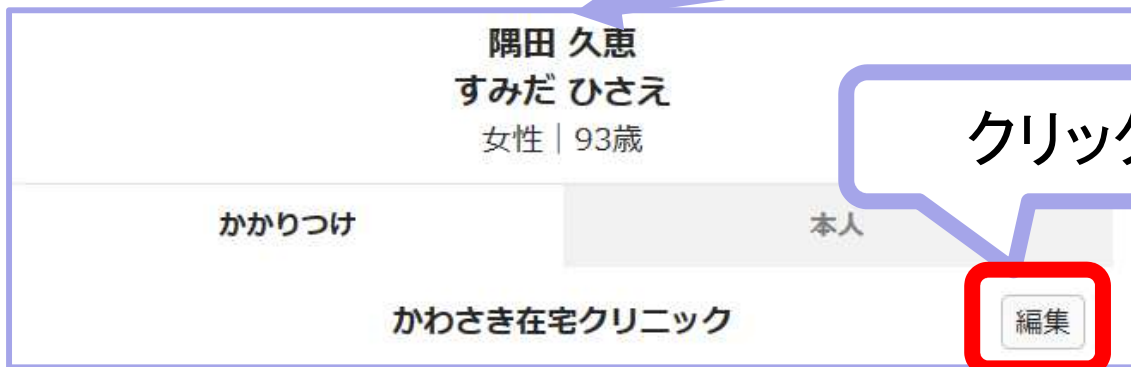 隅田 久恵
すみだ ひさえ
女性｜93歳
クリック
かかりつけ
本人
かわさき在宅クリニック
編集